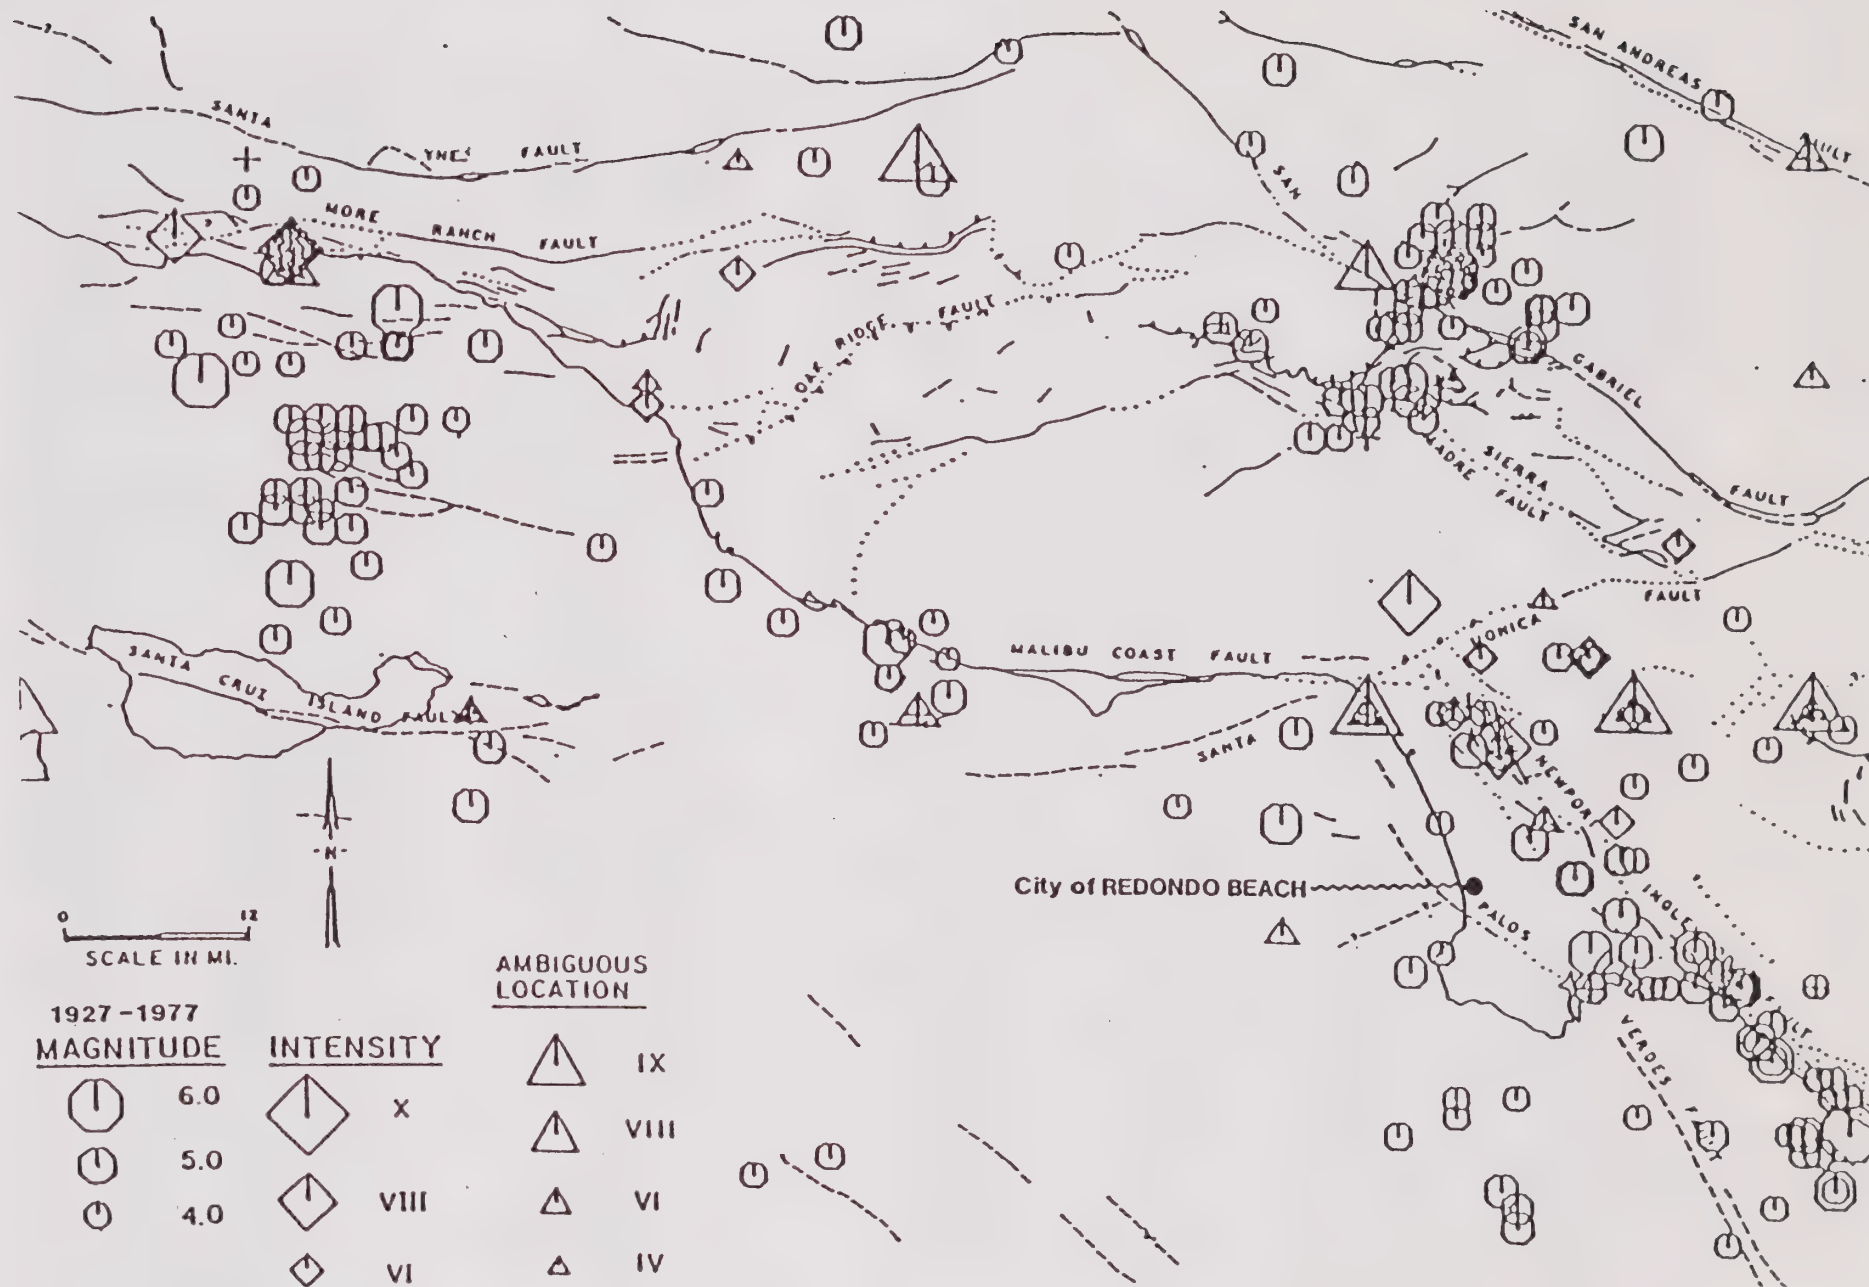 SAN ANDREAS
SANTA YNEZ FAULT
SAN
MORE RANCH FAULT
OAK RIDGE FAULT
GABRIEL
SIERRA
MADRE FAULT
FAULT
FAULT
MONICA
SANTA CRUZ ISLAND FAULT
MALIBU COAST FAULT
SANTA
NEWPOR
-N-
City of REDONDO BEACH
INGLE
PALOS
VERDES
0 12
SCALE IN MI.
1927-1977
MAGNITUDE
6.0
5.0
4.0
INTENSITY
X
VIII
VI
AMBIGUOUS
LOCATION
IX
VIII
VI
IV